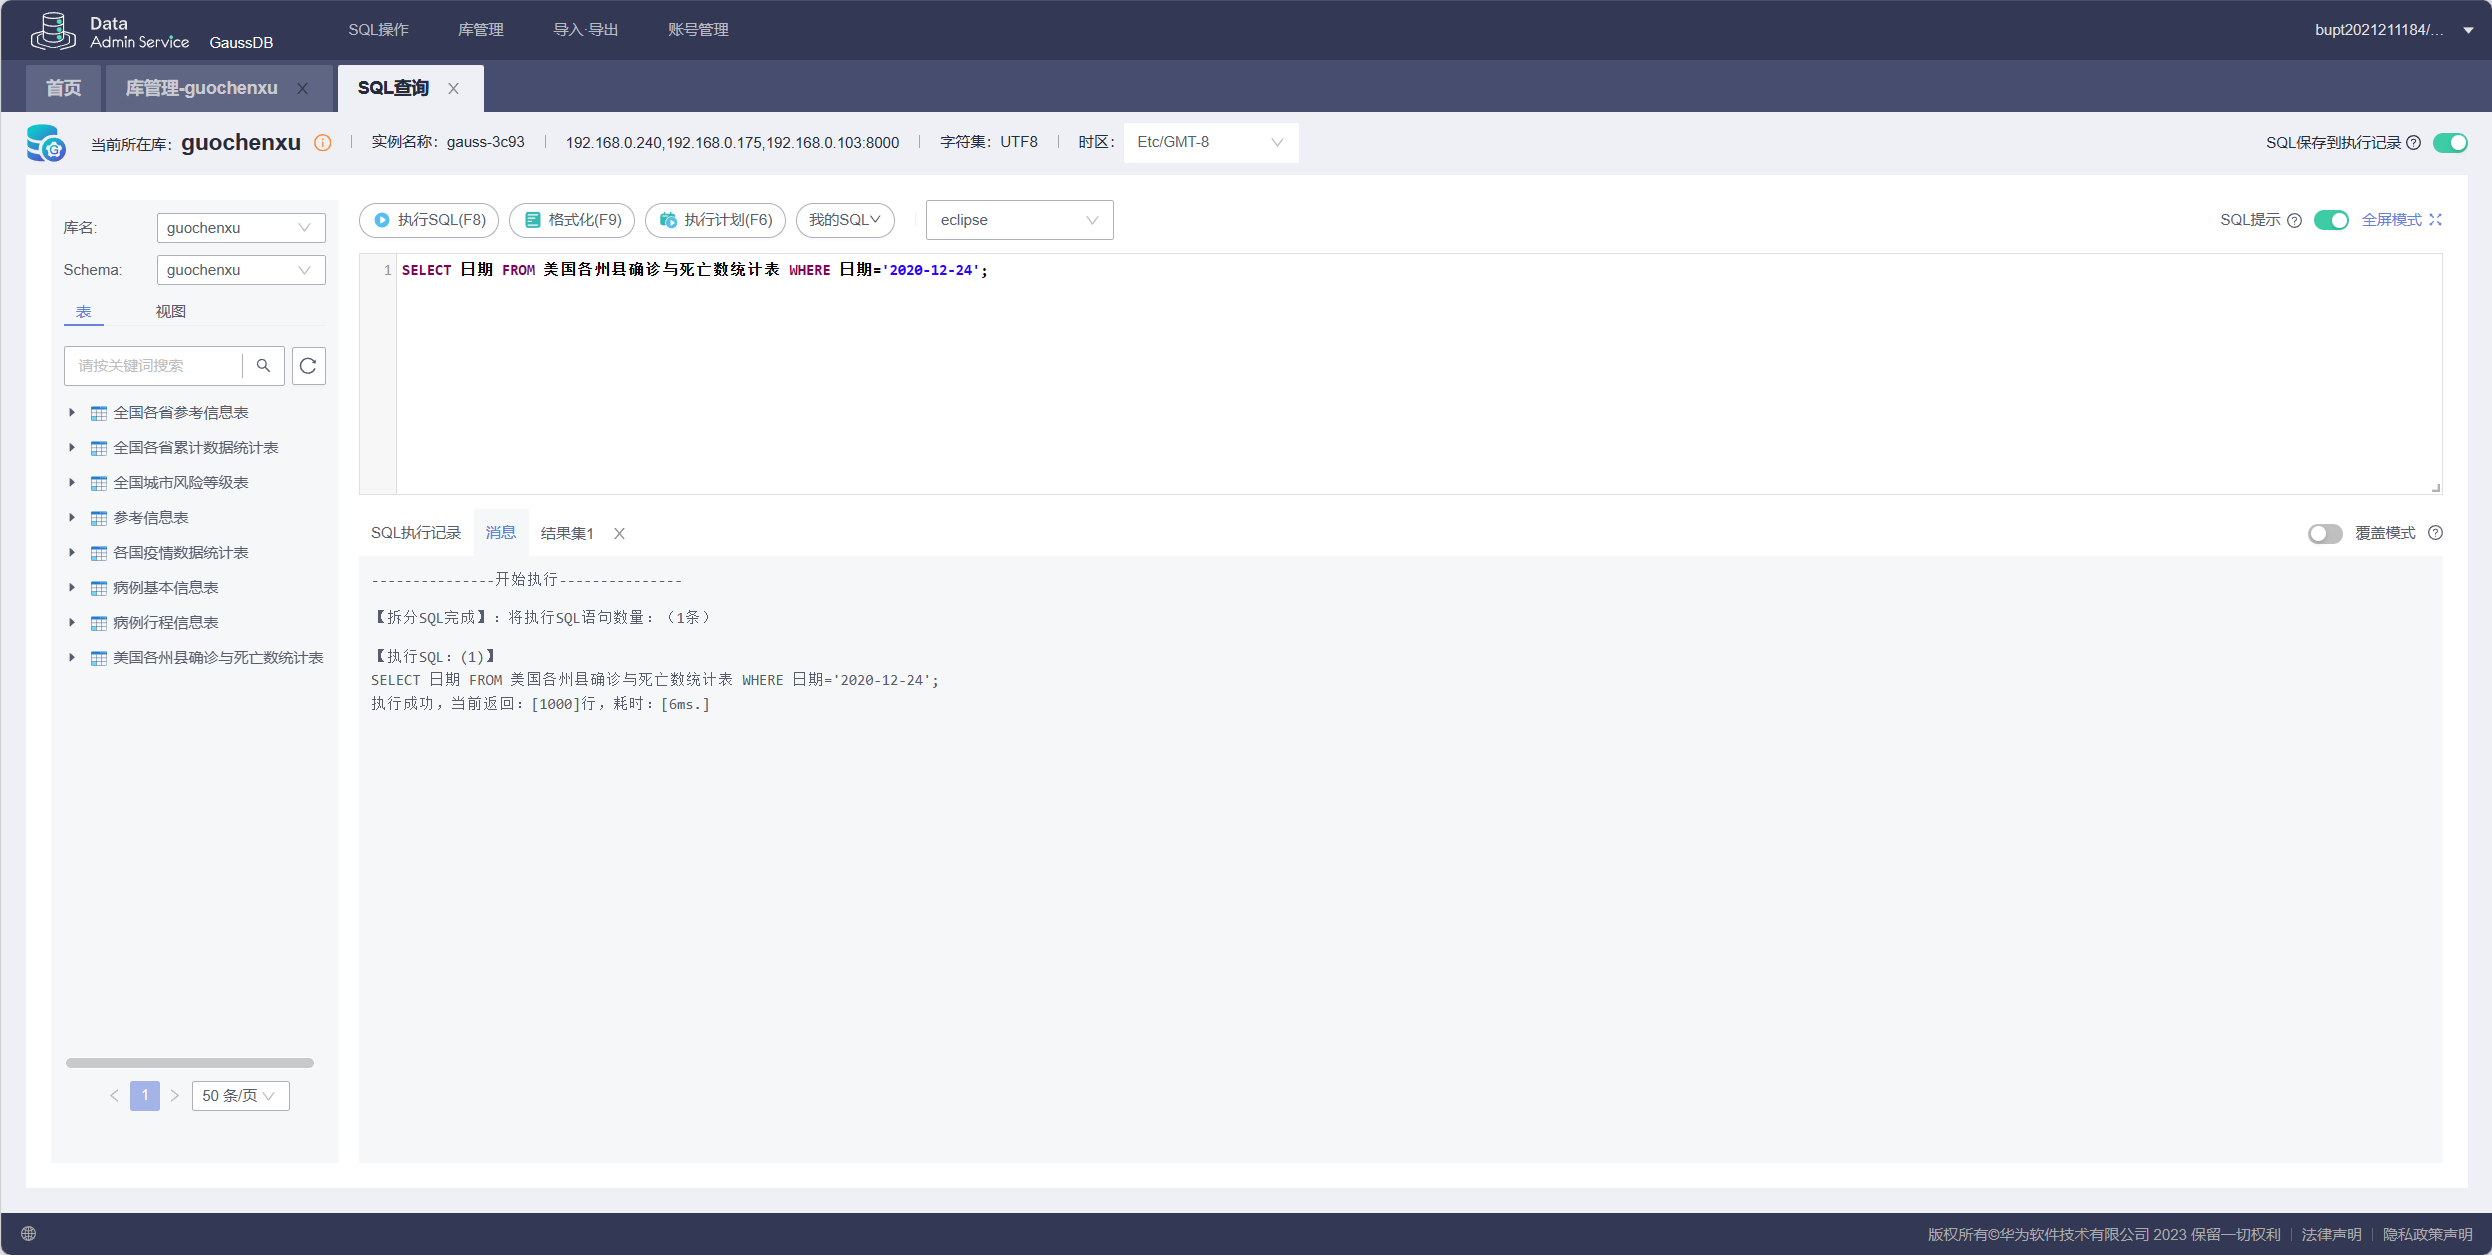 Data
Admin Service GaussDB
SQL操作 库管理 导入·导出 账号管理
bupt2021211184/...
首页 库管理-guochenxu SQL查询
当前所在库: guochenxu 实例名称: gauss-3c93 192.168.0.240,192.168.0.175,192.168.0.103:8000 字符集: UTF8 时区: Etc/GMT-8
SQL保存到执行记录
库名: guochenxu
Schema: guochenxu
表 视图
请按关键词搜索
全国各省参考信息表
全国各省累计数据统计表
全国城市风险等级表
参考信息表
各国疫情数据统计表
病例基本信息表
病例行程信息表
美国各州县确诊与死亡数统计表
1
50 条/页
执行SQL(F8) 格式化(F9) 执行计划(F6) 我的SQL eclipse
SQL提示 全屏模式
1 SELECT 日期 FROM 美国各州县确诊与死亡数统计表 WHERE 日期='2020-12-24';
SQL执行记录 消息 结果集1
覆盖模式
---------------开始执行---------------
【拆分SQL完成】：将执行SQL语句数量：（1条）
【执行SQL：(1)】
SELECT 日期 FROM 美国各州县确诊与死亡数统计表 WHERE 日期='2020-12-24';
执行成功，当前返回：[1000]行，耗时：[6ms.]
版权所有©华为软件技术有限公司 2023 保留一切权利 法律声明 隐私政策声明